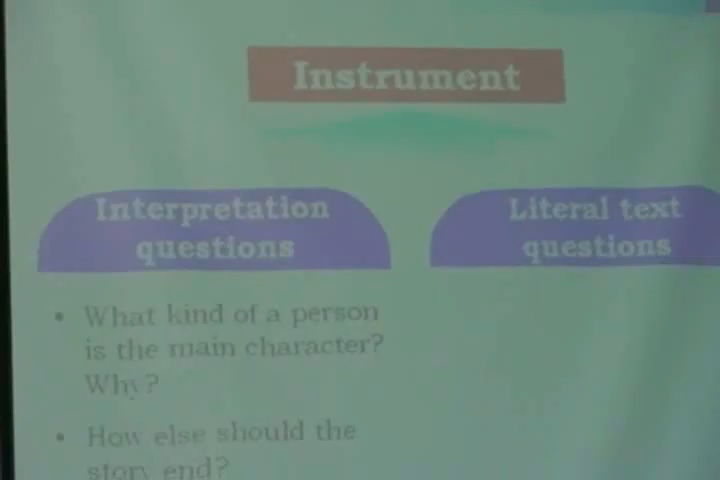 Instrument
Interpretation
questions
Literal text
questions
• What kind of a person
is the main character?
Why?
• How else should the
story end?